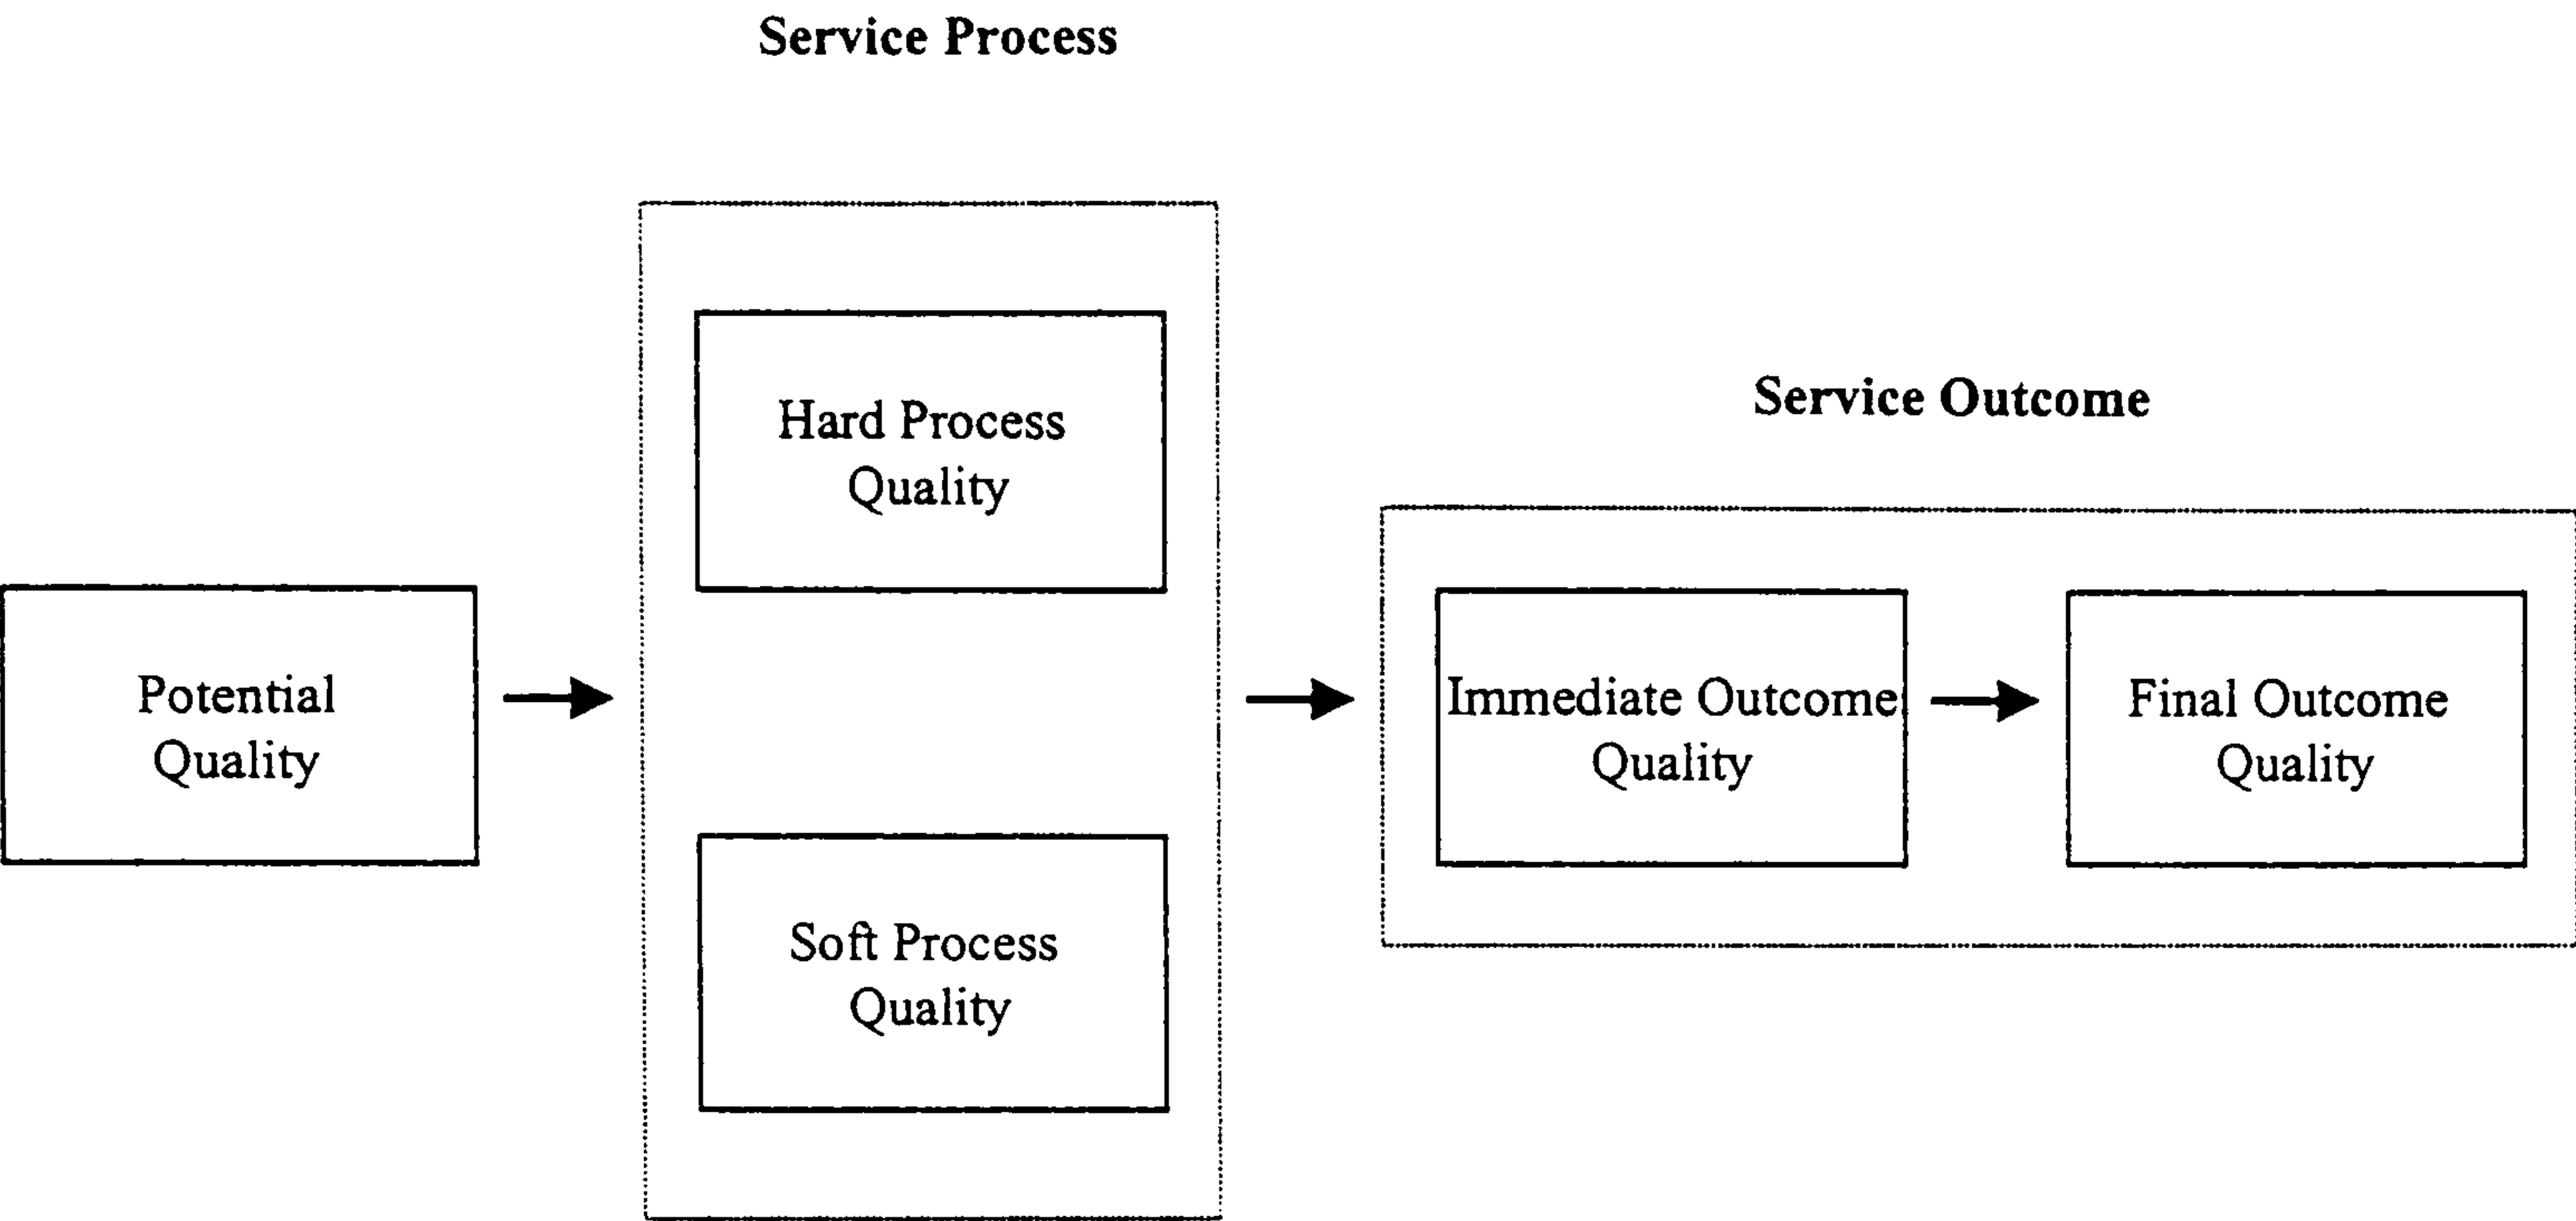 Service Process
Hard Process
Quality
Service Outcome
Potential
Quality
Immediate Outcome
Quality
Final Outcome
Quality
Soft Process
Quality